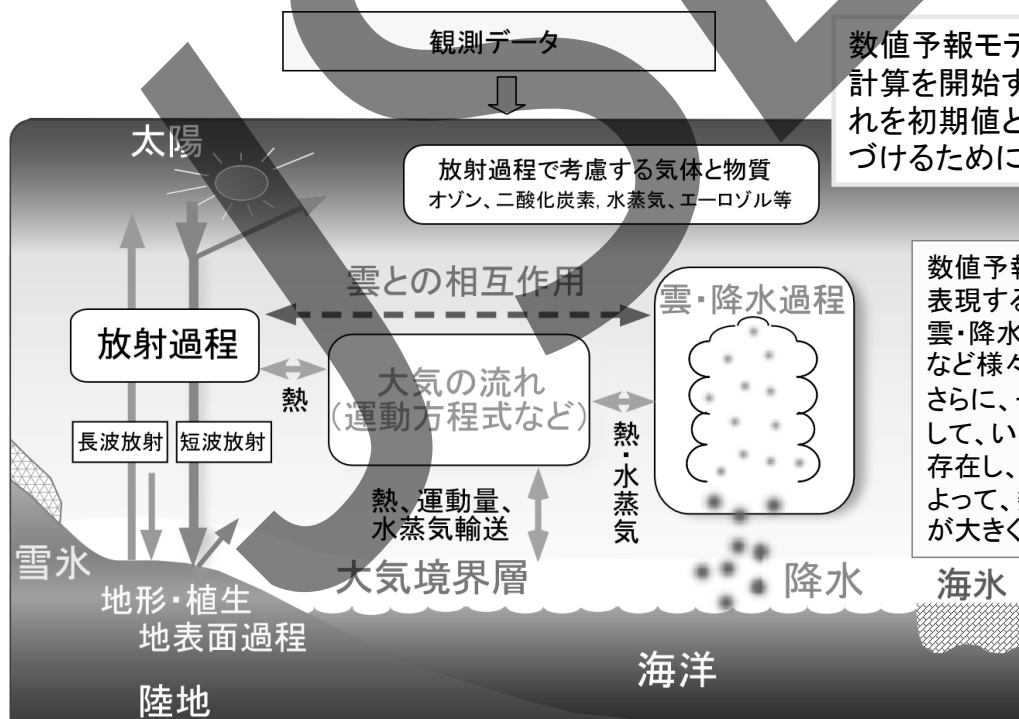 観測データ
数値予報モデ
計算を開始す
れを初期値と
づけるために
太陽
放射過程で考慮する気体と物質
オゾン、二酸化炭素, 水蒸気、エーロゾル等
雲との相互作用
雲・降水過程
放射過程
大気の流れ
(運動方程式など)
熱
熱・水蒸気
長波放射
短波放射
熱、運動量、
水蒸気輸送
数値予報
表現する
雲・降水
など様々
さらに、
して、い
存在し、
よって、
が大きく
雪氷
大気境界層
降水
海氷
地形・植生
地表面過程
海洋
陸地